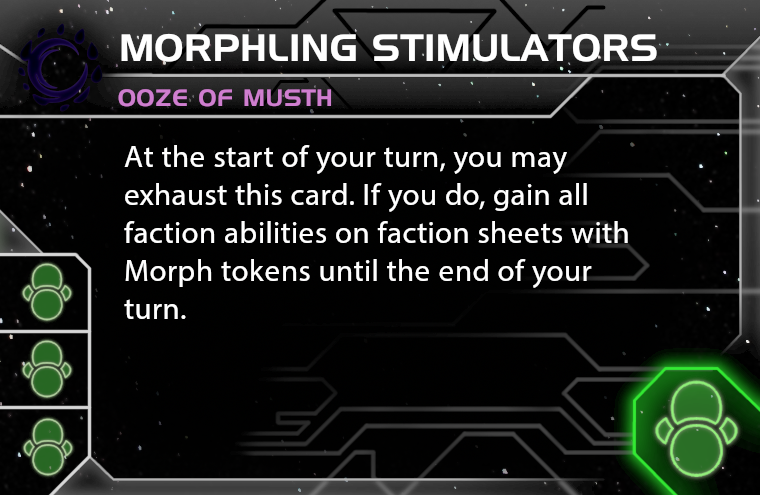 MORPHLING STIMULATORS
OOZE OF MUSTH
At the start of your turn, you may
exhaust this card. If you do, gain all
faction abilities on faction sheets with
Morph tokens until the end of your
turn.